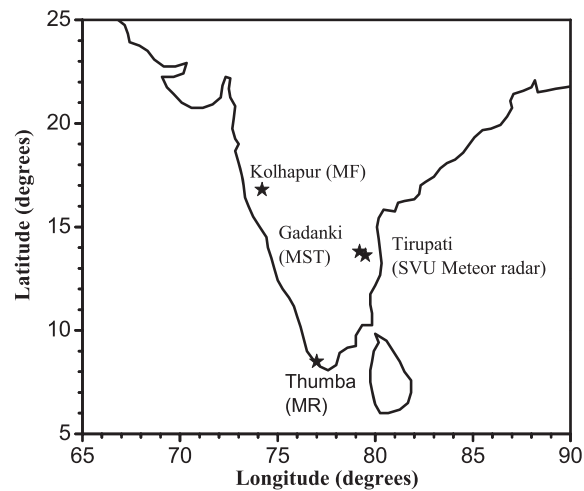 25
20
15
10
5
Latitude (degrees)
Kolhapur (MF)
Gadanki
(MST)
Tirupati
(SVU Meteor radar)
Thumba
(MR)
65 70 75 80 85 90
Longitude (degrees)